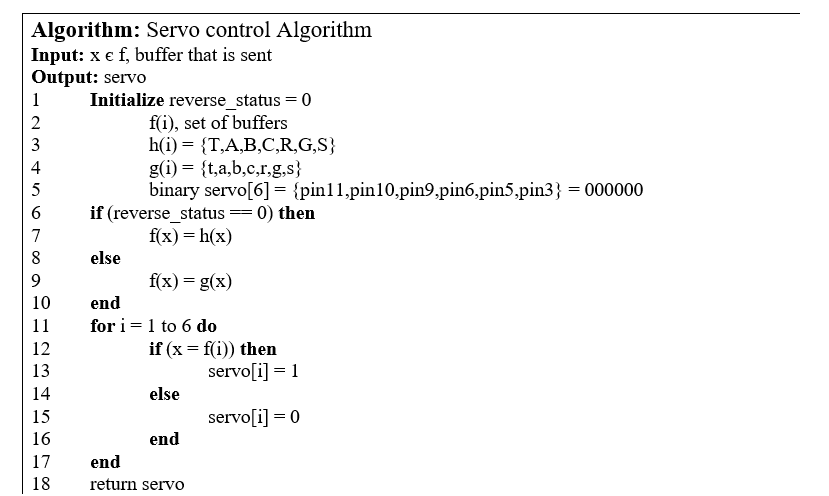 Algorithm: Servo control Algorithm
Input: x ϵ f, buffer that is sent
Output: servo
1 Initialize reverse_status = 0
2 f(i), set of buffers
3 h(i) = {T,A,B,C,R,G,S}
4 g(i) = {t,a,b,c,r,g,s}
5 binary servo[6] = {pin11,pin10,pin9,pin6,pin5,pin3} = 000000
6 if (reverse_status == 0) then
7 f(x) = h(x)
8 else
9 f(x) = g(x)
10 end
11 for i = 1 to 6 do
12 if (x = f(i)) then
13 servo[i] = 1
14 else
15 servo[i] = 0
16 end
17 end
18 return servo